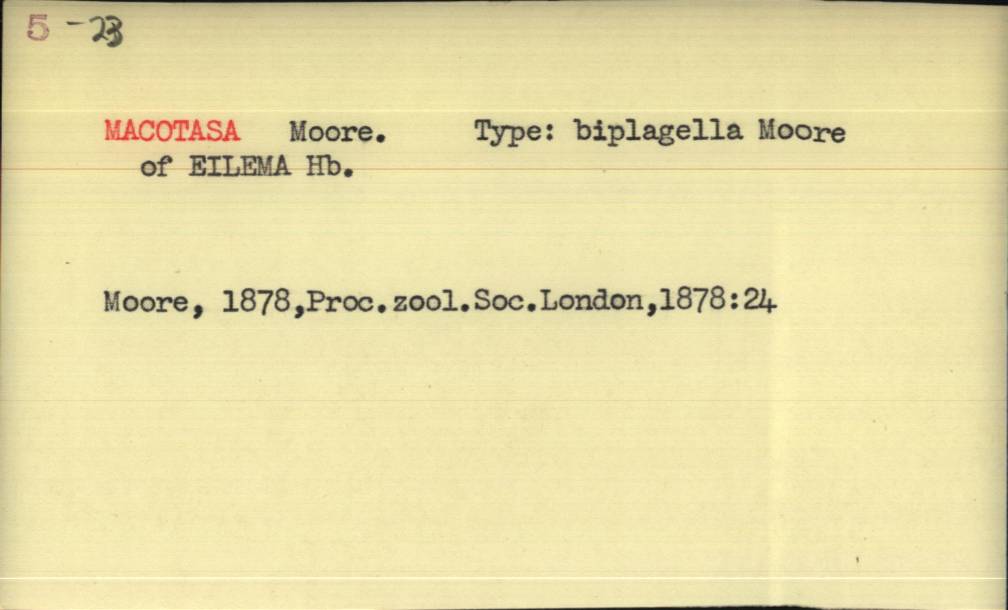 5 - 23
MACOTASA Moore. Type: biplagella Moore
of EILEMA Hb.
Moore, 1878,Proc.zool.Soc.London,1878:24